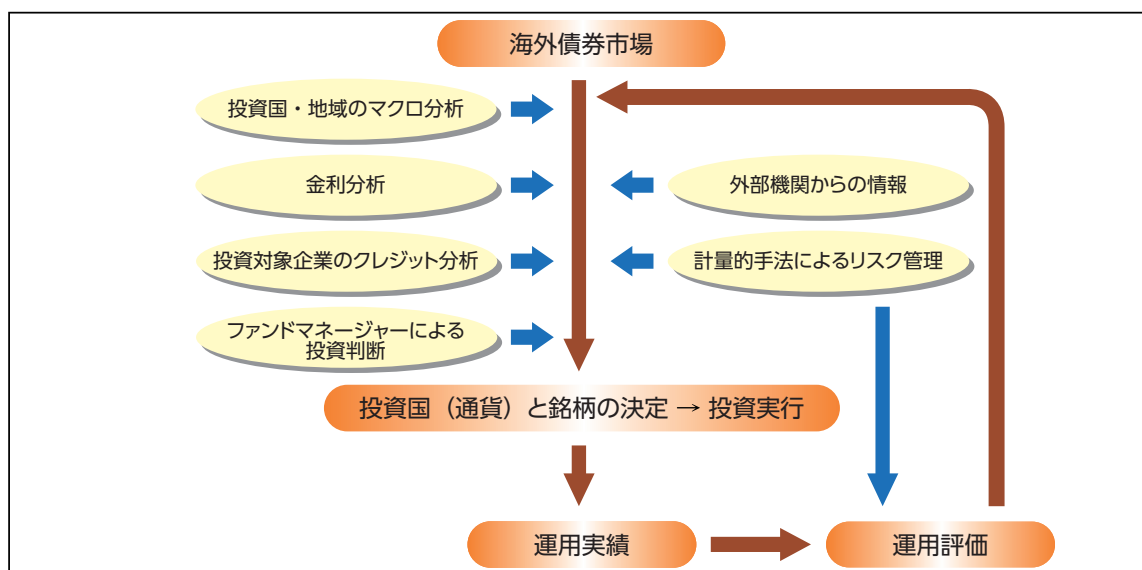 海外債券市場
投資国・地域のマクロ分析
金利分析
外部機関からの情報
投資対象企業のクレジット分析
計量的手法によるリスク管理
ファンドマネージャーによる
投資判断
投資国（通貨）と銘柄の決定 → 投資実行
運用実績
運用評価